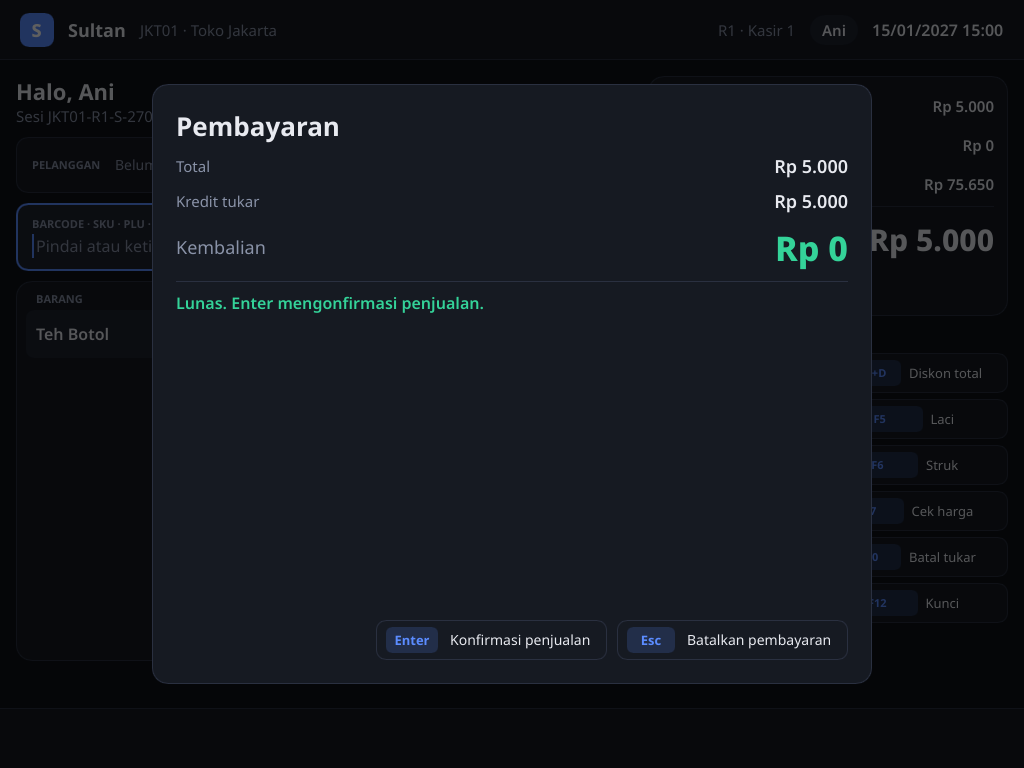 S Sultan JKT01 · Toko Jakarta R1 · Kasir 1 Ani 15/01/2027 15:00
Halo, Ani
Sesi JKT01-R1-S-270
PELANGGAN
BARCODE · SKU · PLU ·
Pindai atau
BARANG
Teh Botol
Rp 5.000
Rp 0
Rp 75.650
Rp 5.000
Pembayaran
Total Rp 5.000
Kredit tukar Rp 5.000
Kembalian Rp 0
Lunas. Enter mengonfirmasi penjualan.
Enter Konfirmasi penjualan Esc Batalkan pembayaran
+D Diskon total
F5 Laci
F6 Struk
7 Cek harga
0 Batal tukar
F12 Kunci